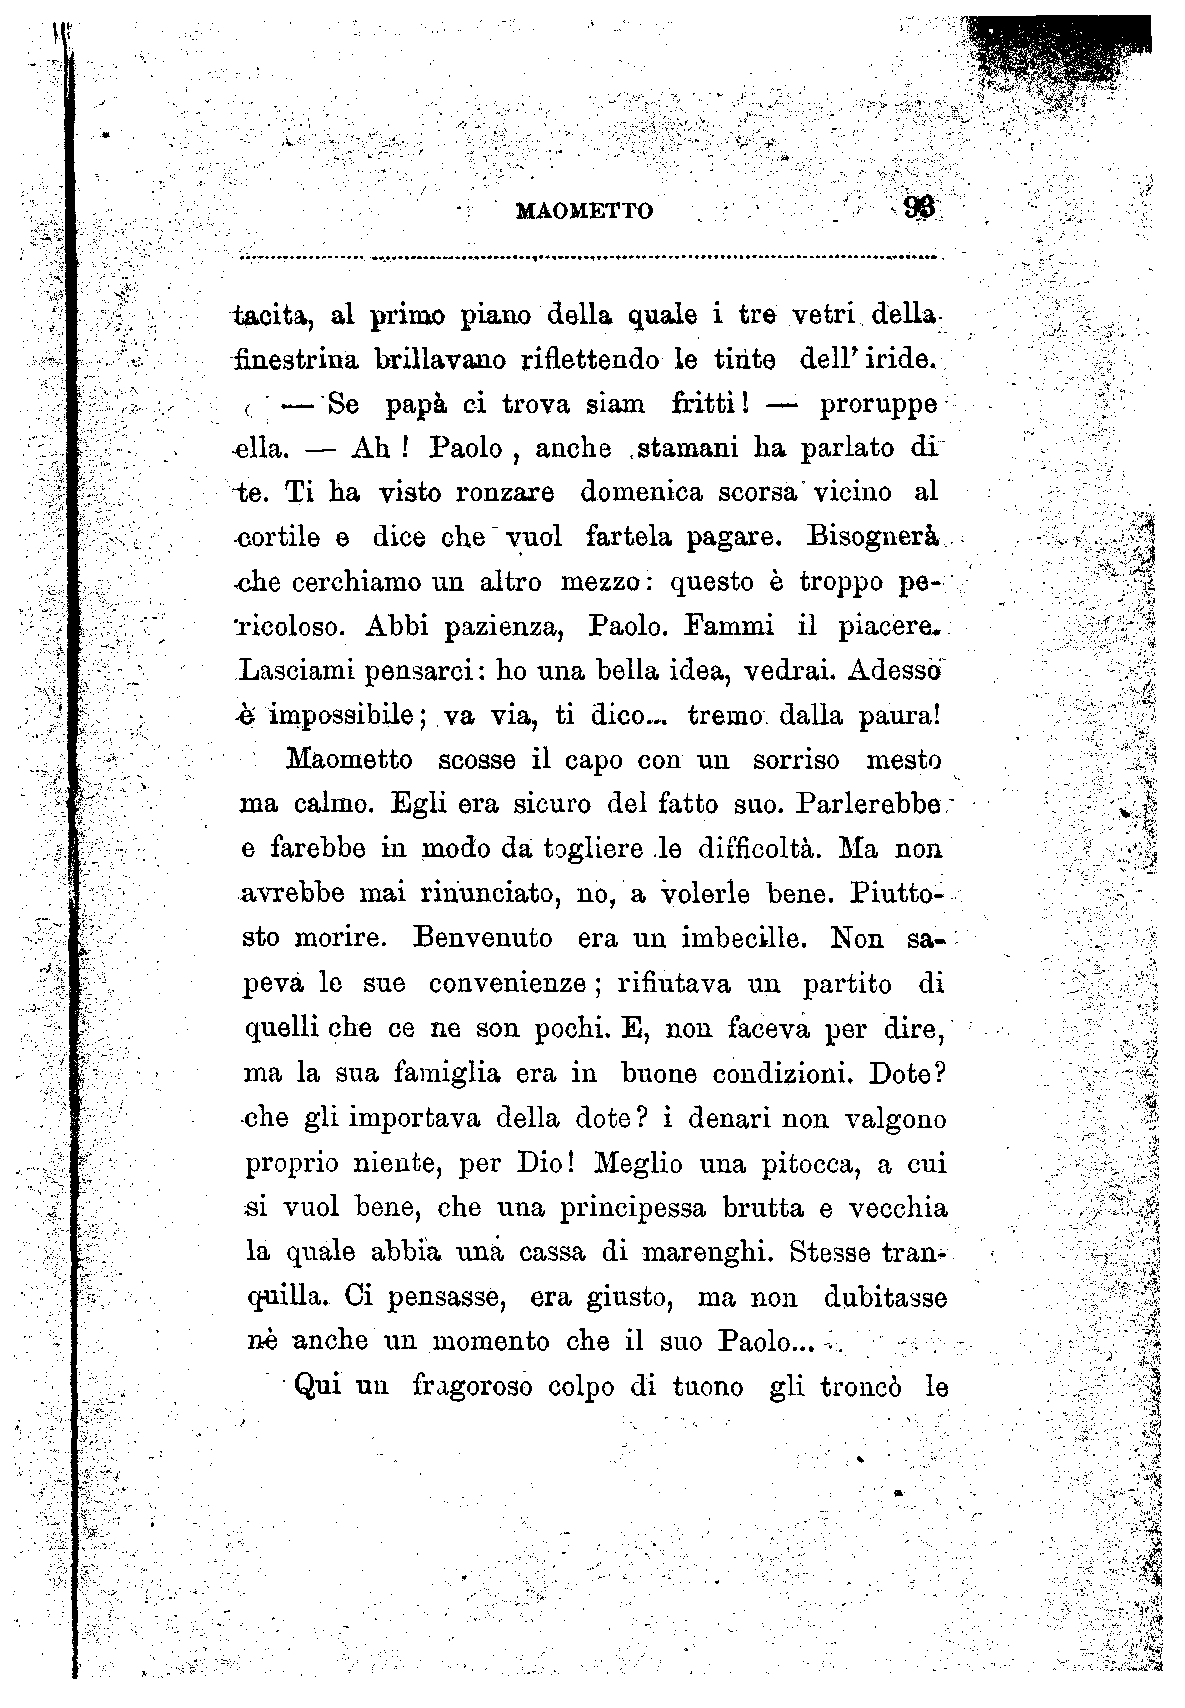 MAOMETTO 93
tacita, al primo piano della quale i tre vetri della
finestrina brillavano riflettendo le tinte dell' iride.
— Se papà ci trova siam fritti! — proruppe
ella. — Ah ! Paolo , anche stamani ha parlato di
te. Ti ha visto ronzare domenica scorsa vicino al
cortile e dice che vuol fartela pagare. Bisognerà
che cerchiamo un altro mezzo: questo è troppo pe-
ricoloso. Abbi pazienza, Paolo. Fammi il piacere.
Lasciami pensarci: ho una bella idea, vedrai. Adesso
è impossibile; va via, ti dico... tremo dalla paura!
Maometto scosse il capo con un sorriso mesto
ma calmo. Egli era sicuro del fatto suo. Parlerebbe
e farebbe in modo da togliere le difficoltà. Ma non
avrebbe mai rinunciato, no, a volerle bene. Piutto-
sto morire. Benvenuto era un imbecille. Non sa-
peva le sue convenienze ; rifiutava un partito di
quelli che ce ne son pochi. E, non faceva per dire,
ma la sua famiglia era in buone condizioni. Dote?
che gli importava della dote? i denari non valgono
proprio niente, per Dio! Meglio una pitocca, a cui
si vuol bene, che una principessa brutta e vecchia
la quale abbia una cassa di marenghi. Stesse tran-
quilla. Ci pensasse, era giusto, ma non dubitasse
nè anche un momento che il suo Paolo...
Qui un fragoroso colpo di tuono gli troncò le